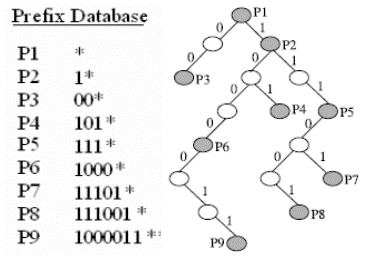 Prefix Database
P1 *
P2 1*
P3 00*
P4 101*
P5 111*
P6 1000*
P7 11101*
P8 111001 *
P9 1000011 *
P1
0 1
P2
0 0 1
P3
0 1 1
P4 P5
0 0
P6
0 0 1
P7
1 1
P8
1
P9